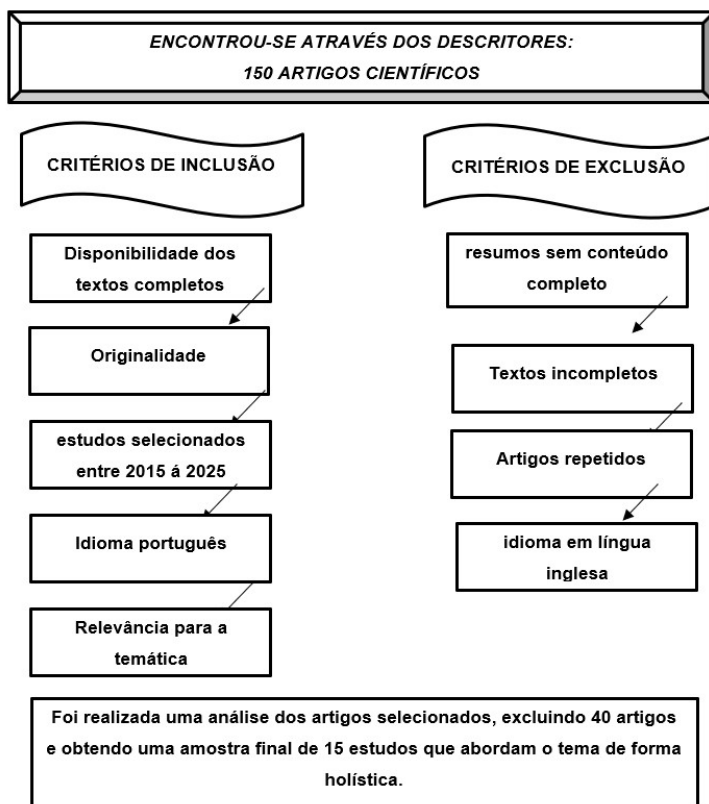 ENCONTROU-SE ATRAVÉS DOS DESCRITORES:
150 ARTIGOS CIENTÍFICOS
CRITÉRIOS DE INCLUSÃO
Disponibilidade dos
textos completos
Originalidade
estudos selecionados
entre 2015 á 2025
Idioma português
Relevância para a
temática
CRITÉRIOS DE EXCLUSÃO
resumos sem conteúdo
completo
Textos incompletos
Artigos repetidos
idioma em língua
inglesa
Foi realizada uma análise dos artigos selecionados, excluindo 40 artigos
e obtendo uma amostra final de 15 estudos que abordam o tema de forma
holística.